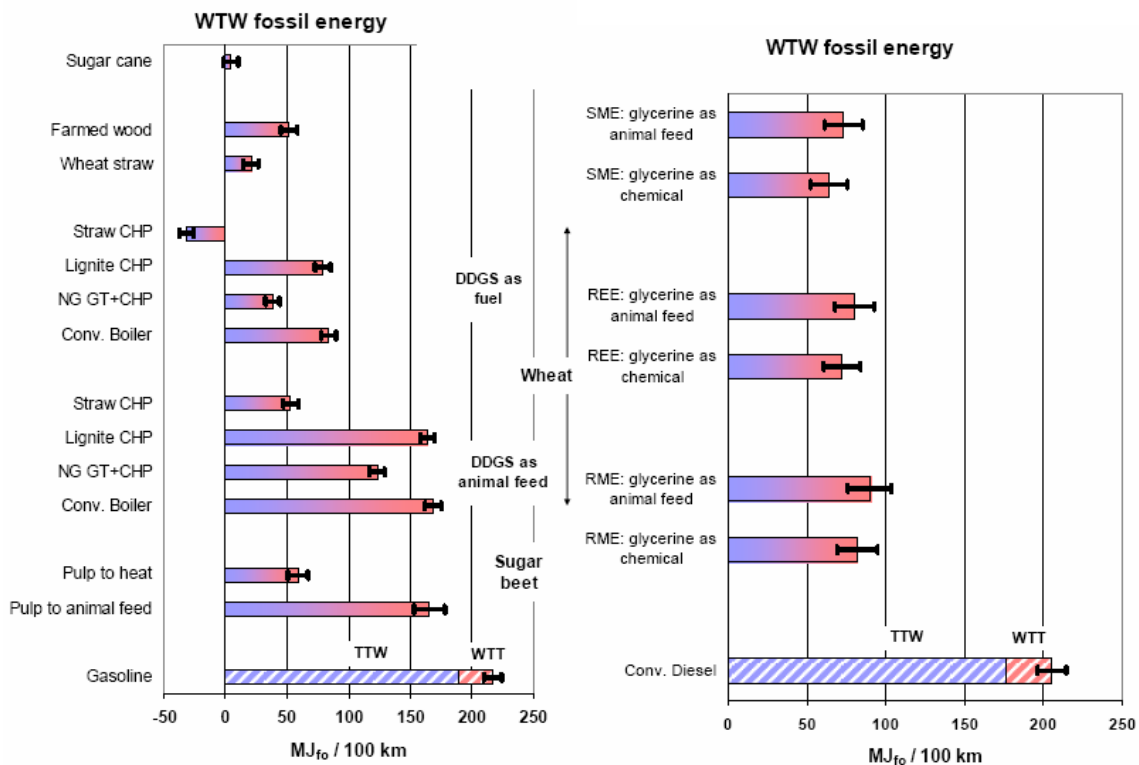 WTW fossil energy
Sugar cane
Farmed wood
Wheat straw
Straw CHP
Lignite CHP
NG GT+CHP
Conv. Boiler
DDGS as
fuel
Wheat
Straw CHP
Lignite CHP
NG GT+CHP
Conv. Boiler
DDGS as
animal feed
Pulp to heat
Pulp to animal feed
Sugar
beet
Gasoline
TTW
WTT
-50 0 50 100 150 200 250
MJfo / 100 km
WTW fossil energy
SME: glycerine as
animal feed
SME: glycerine as
chemical
REE: glycerine as
animal feed
REE: glycerine as
chemical
RME: glycerine as
animal feed
RME: glycerine as
chemical
TTW
WTT
Conv. Diesel
0 50 100 150 200 250
MJfo / 100 km